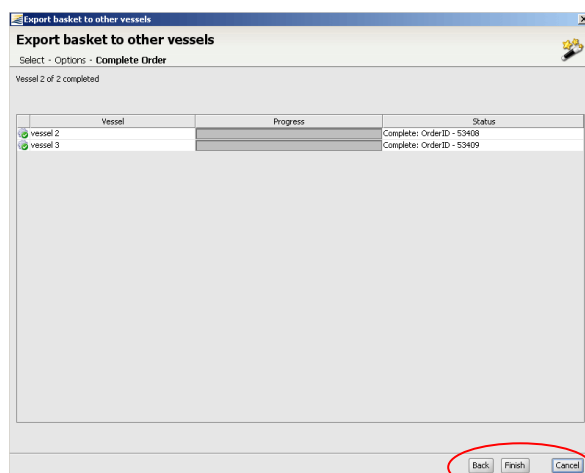 Export basket to other vessels
Export basket to other vessels
Select - Options - Complete Order
Vessel 2 of 2 completed
Vessel Progress Status
vessel 2 Complete: OrderID - 53408
vessel 3 Complete: OrderID - 53409
Back Finish Cancel